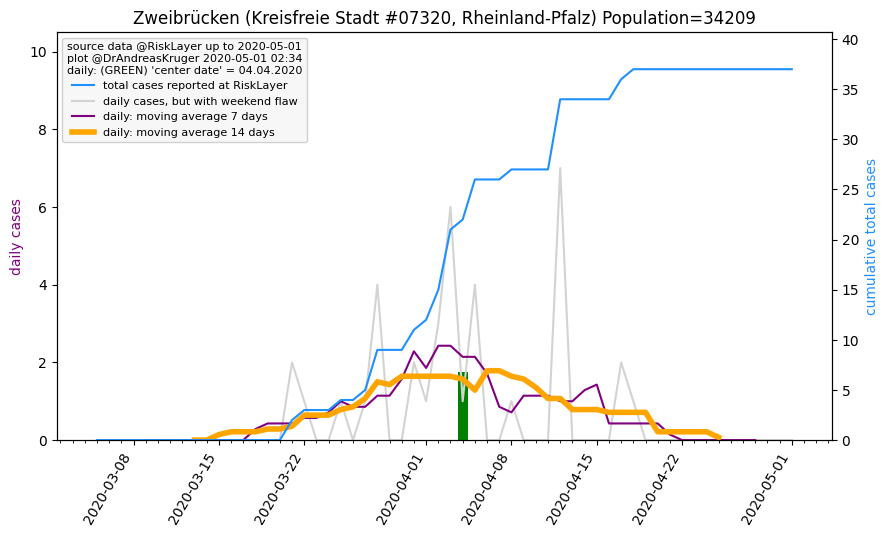 Zweibrücken (Kreisfreie Stadt #07320, Rheinland-Pfalz) Population=34209
source data @RiskLayer up to 2020-05-01
plot @DrAndreasKruger 2020-05-01 02:34
daily: (GREEN) 'center date' = 04.04.2020
total cases reported at RiskLayer
daily cases, but with weekend flaw
daily: moving average 7 days
daily: moving average 14 days
daily cases
10
8
6
4
2
0
cumulative total cases
40
35
30
25
20
15
10
5
0
2020-03-08
2020-03-15
2020-03-22
2020-04-01
2020-04-08
2020-04-15
2020-04-22
2020-05-01